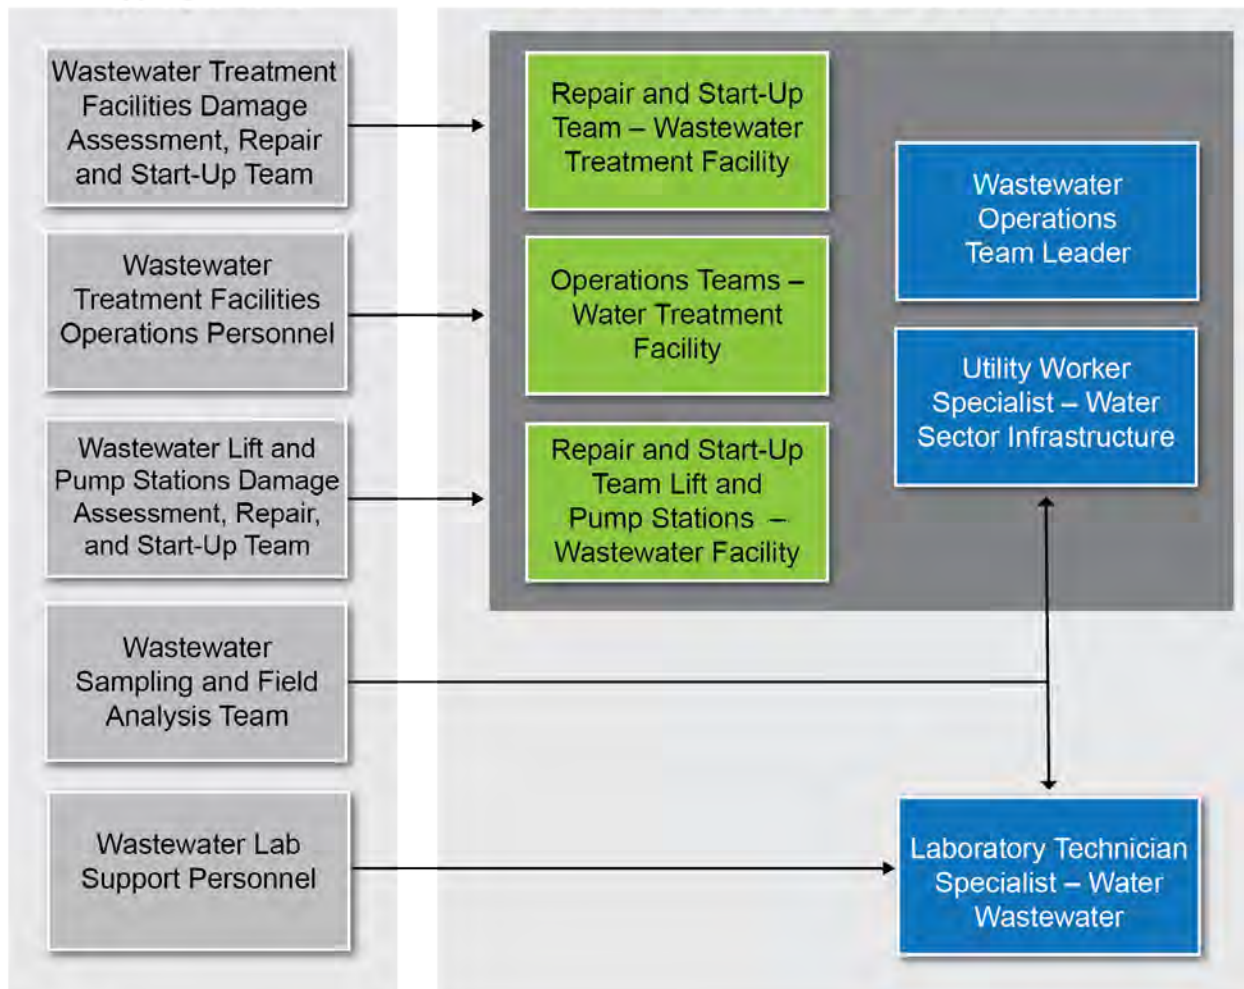 Wastewater Treatment
Facilities Damage
Assessment, Repair
and Start-Up Team
Wastewater
Treatment Facilities
Operations Personnel
Wastewater Lift and
Pump Stations Damage
Assessment, Repair,
and Start-Up Team
Wastewater
Sampling and Field
Analysis Team
Wastewater Lab
Support Personnel
Repair and Start-Up
Team – Wastewater
Treatment Facility
Operations Teams –
Water Treatment
Facility
Repair and Start-Up
Team Lift and
Pump Stations –
Wastewater Facility
Wastewater
Operations
Team Leader
Utility Worker
Specialist – Water
Sector Infrastructure
Laboratory Technician
Specialist – Water
Wastewater